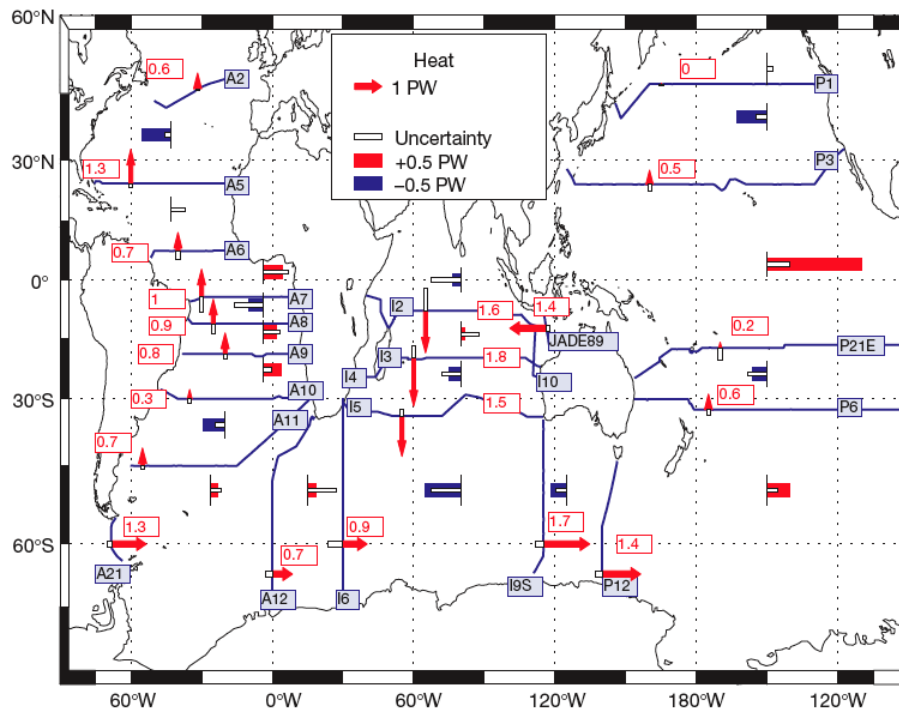 60°N
30°N
0°
30°S
60°S
60°W
0°W
60°W
120°W
180°W
120°W
Heat
1 PW
Uncertainty
+0.5 PW
−0.5 PW
0.6
A2
0
P1
1.3
A5
0.5
P3
0.7
A6
1
A7
I2
1.6
1.4
0.9
A8
JADE89
0.2
P21E
0.8
A9
I3
1.8
I4
I10
0.3
A10
I5
1.5
0.6
P6
A11
0.7
1.3
0.9
1.7
1.4
0.7
A21
A12
I6
I9S
P12